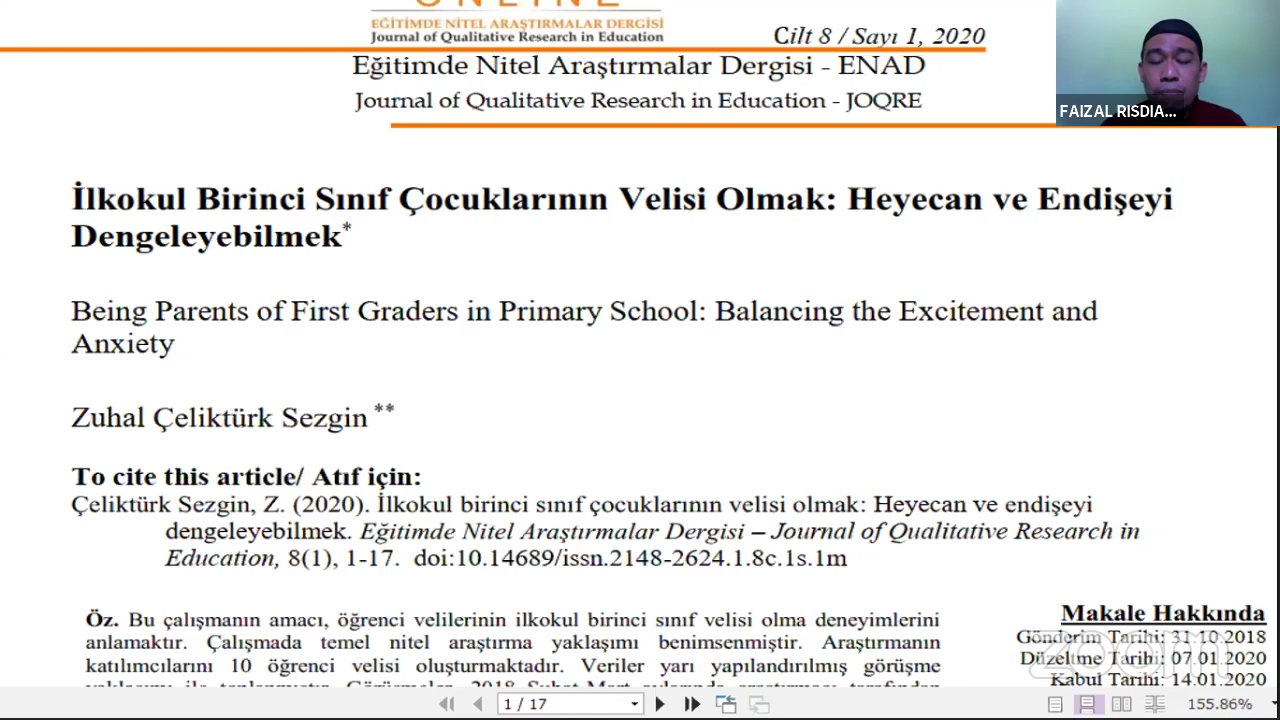 ONLINE
EĞİTİMDE NİTEL ARAŞTIRMALAR DERGİSİ
Journal of Qualitative Research in Education
Cilt 8 / Sayı 1, 2020
Eğitimde Nitel Araştırmalar Dergisi - ENAD
Journal of Qualitative Research in Education - JOQRE
FAIZAL RISDIA...
İlkokul Birinci Sınıf Çocuklarının Velisi Olmak: Heyecan ve Endişeyi
Dengeleyebilmek*
Being Parents of First Graders in Primary School: Balancing the Excitement and
Anxiety
Zuhal Çeliktürk Sezgin **
To cite this article/ Atıf için:
Çeliktürk Sezgin, Z. (2020). İlkokul birinci sınıf çocuklarının velisi olmak: Heyecan ve endişeyi
dengeleyebilmek. Eğitimde Nitel Araştırmalar Dergisi – Journal of Qualitative Research in
Education, 8(1), 1-17. doi:10.14689/issn.2148-2624.1.8c.1s.1m
Öz. Bu çalışmanın amacı, öğrenci velilerinin ilkokul birinci sınıf velisi olma deneyimlerini
anlamaktır. Çalışmada temel nitel araştırma yaklaşımı benimsenmiştir. Araştırmanın
katılımcılarını 10 öğrenci velisi oluşturmaktadır. Veriler yarı yapılandırılmış görüşme
Makale Hakkında
Gönderim Tarihi: 31.10.2018
Düzeltme Tarihi: 07.01.2020
Kabul Tarihi: 14.01.2020
zoom
1 / 17
155.86%